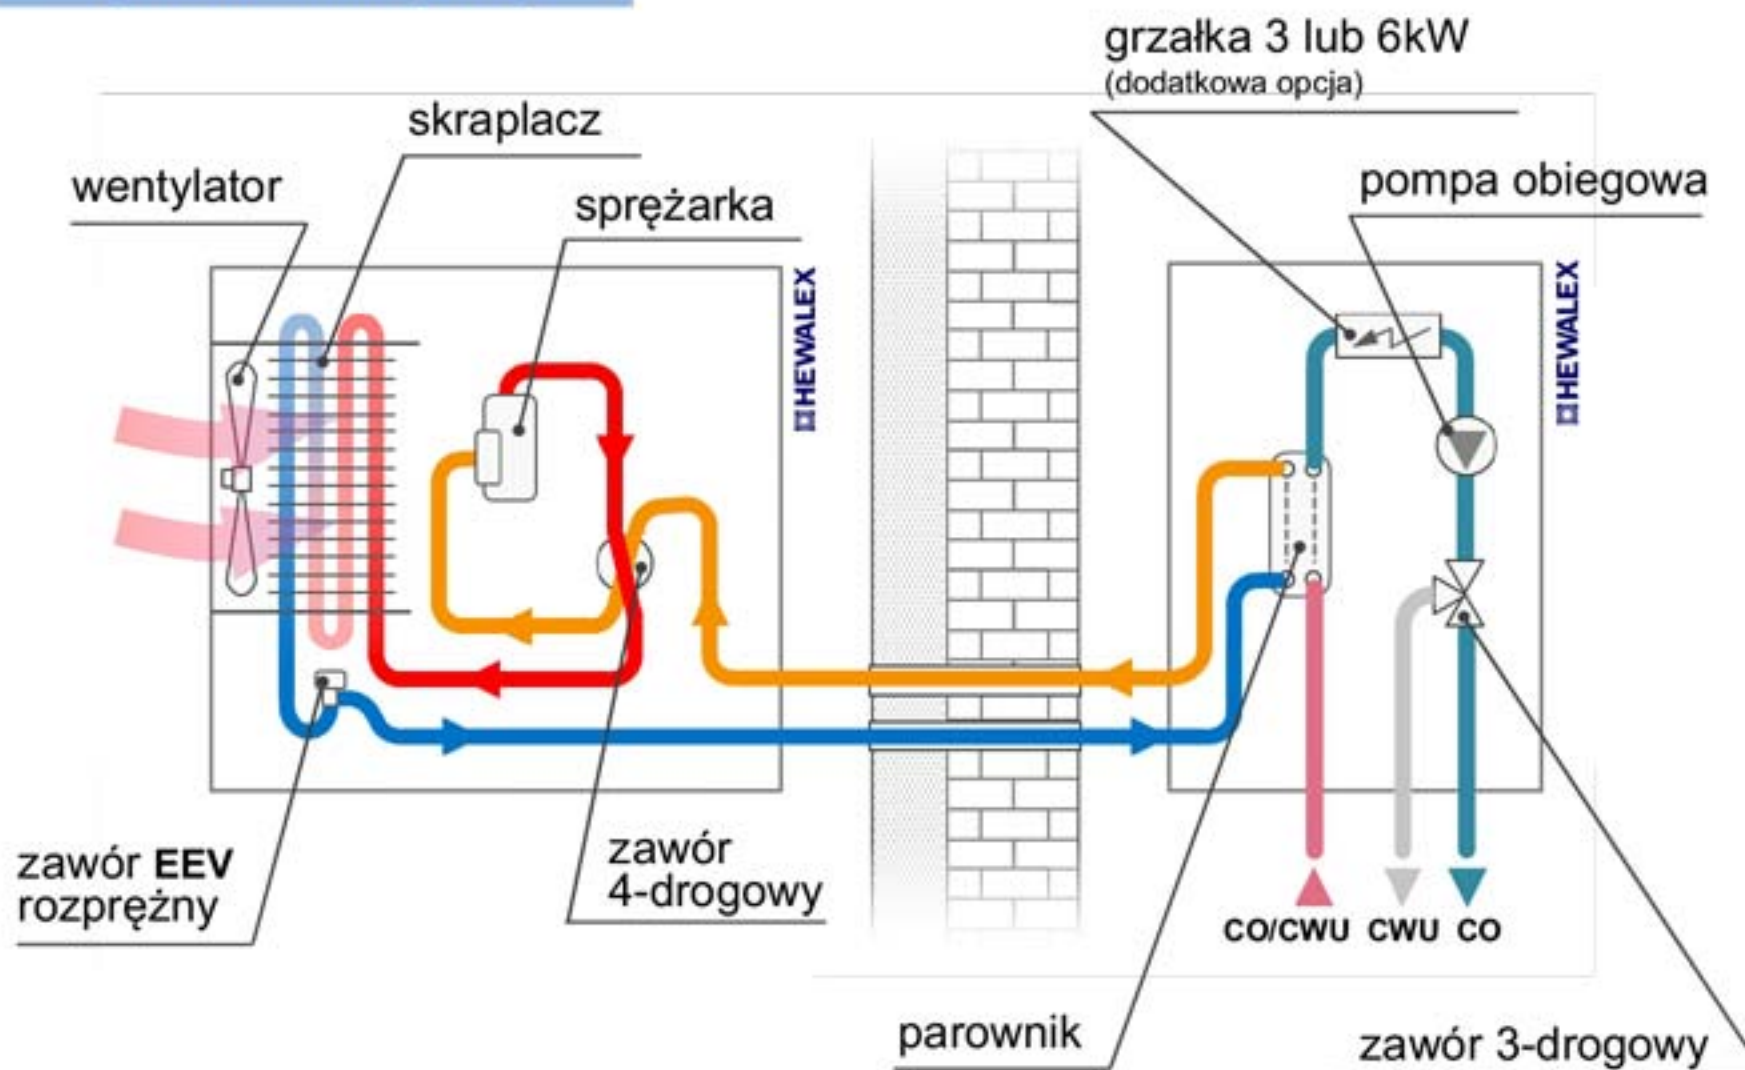 grzałka 3 lub 6kW
(dodatkowa opcja)
skraplacz
wentylator
sprężarka
pompa obiegowa
HEWALEX
HEWALEX
zawór EEV
rozprężny
zawór
4-drogowy
CO/CWU CWU CO
parownik
zawór 3-drogowy